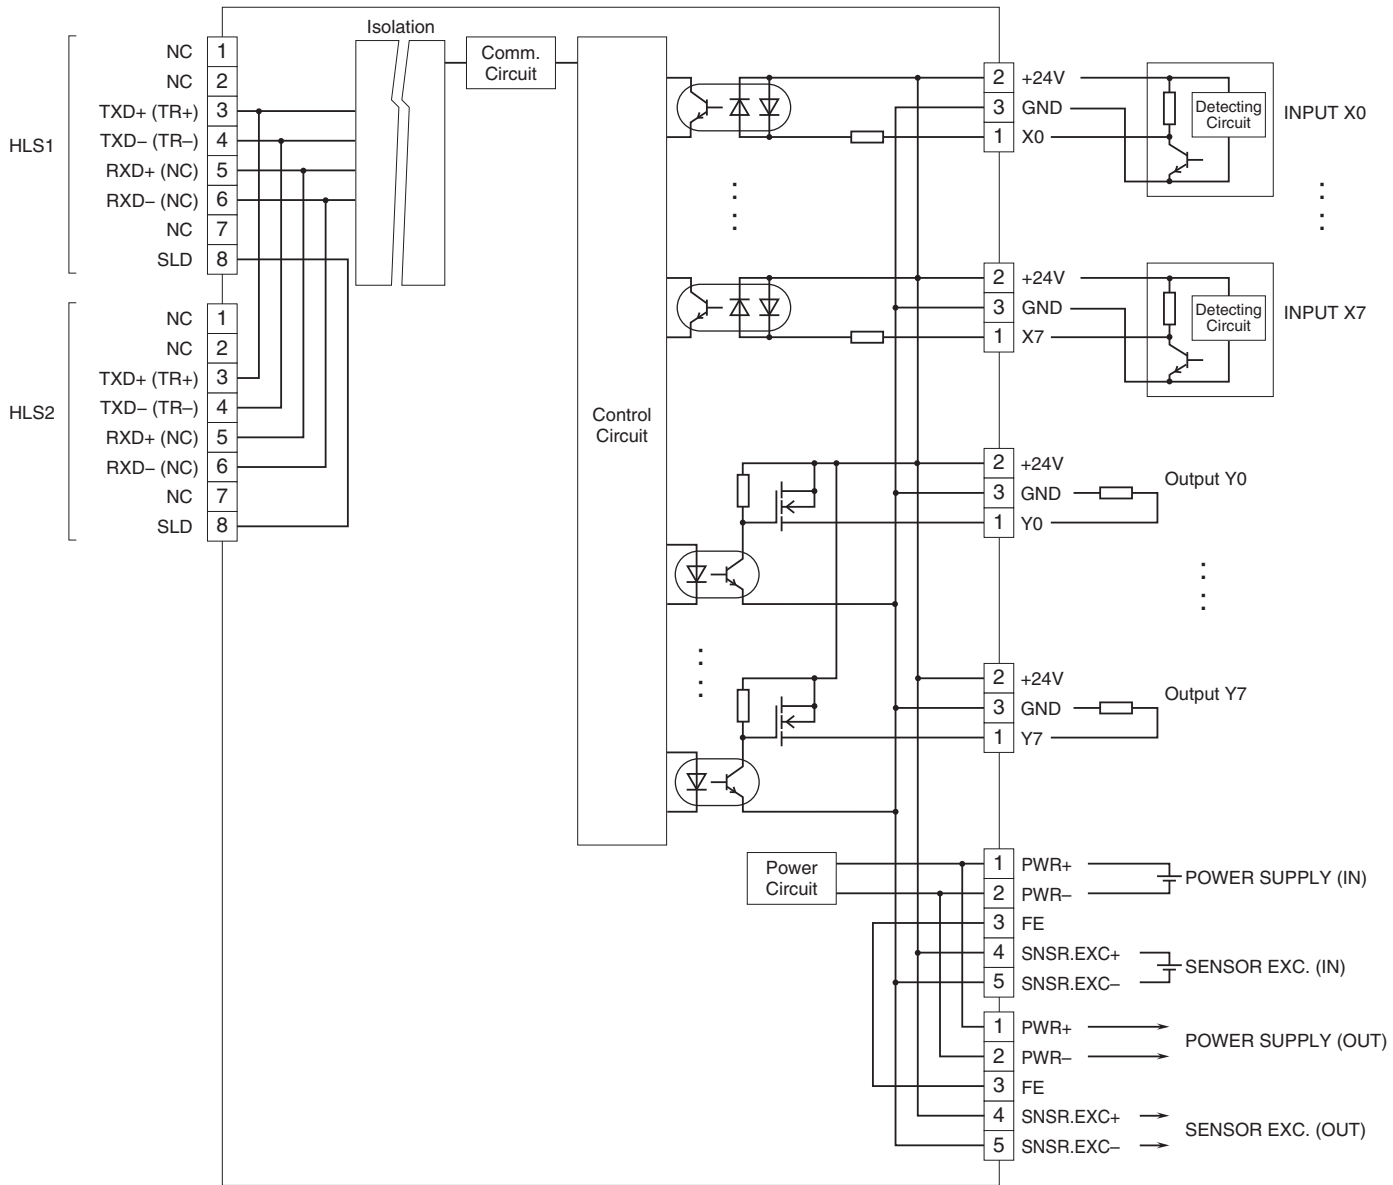 Isolation
Comm.
Circuit
HLS1
NC 1
NC 2
TXD+ (TR+) 3
TXD– (TR–) 4
RXD+ (NC) 5
RXD– (NC) 6
NC 7
SLD 8
HLS2
NC 1
NC 2
TXD+ (TR+) 3
TXD– (TR–) 4
RXD+ (NC) 5
RXD– (NC) 6
NC 7
SLD 8
Control
Circuit
2 +24V
3 GND
1 X0
Detecting
Circuit
INPUT X0
2 +24V
3 GND
1 X7
Detecting
Circuit
INPUT X7
2 +24V
3 GND
1 Y0
Output Y0
2 +24V
3 GND
1 Y7
Output Y7
Power
Circuit
1 PWR+
2 PWR–
POWER SUPPLY (IN)
3 FE
4 SNSR.EXC+
5 SNSR.EXC–
SENSOR EXC. (IN)
1 PWR+
2 PWR–
POWER SUPPLY (OUT)
3 FE
4 SNSR.EXC+
5 SNSR.EXC–
SENSOR EXC. (OUT)